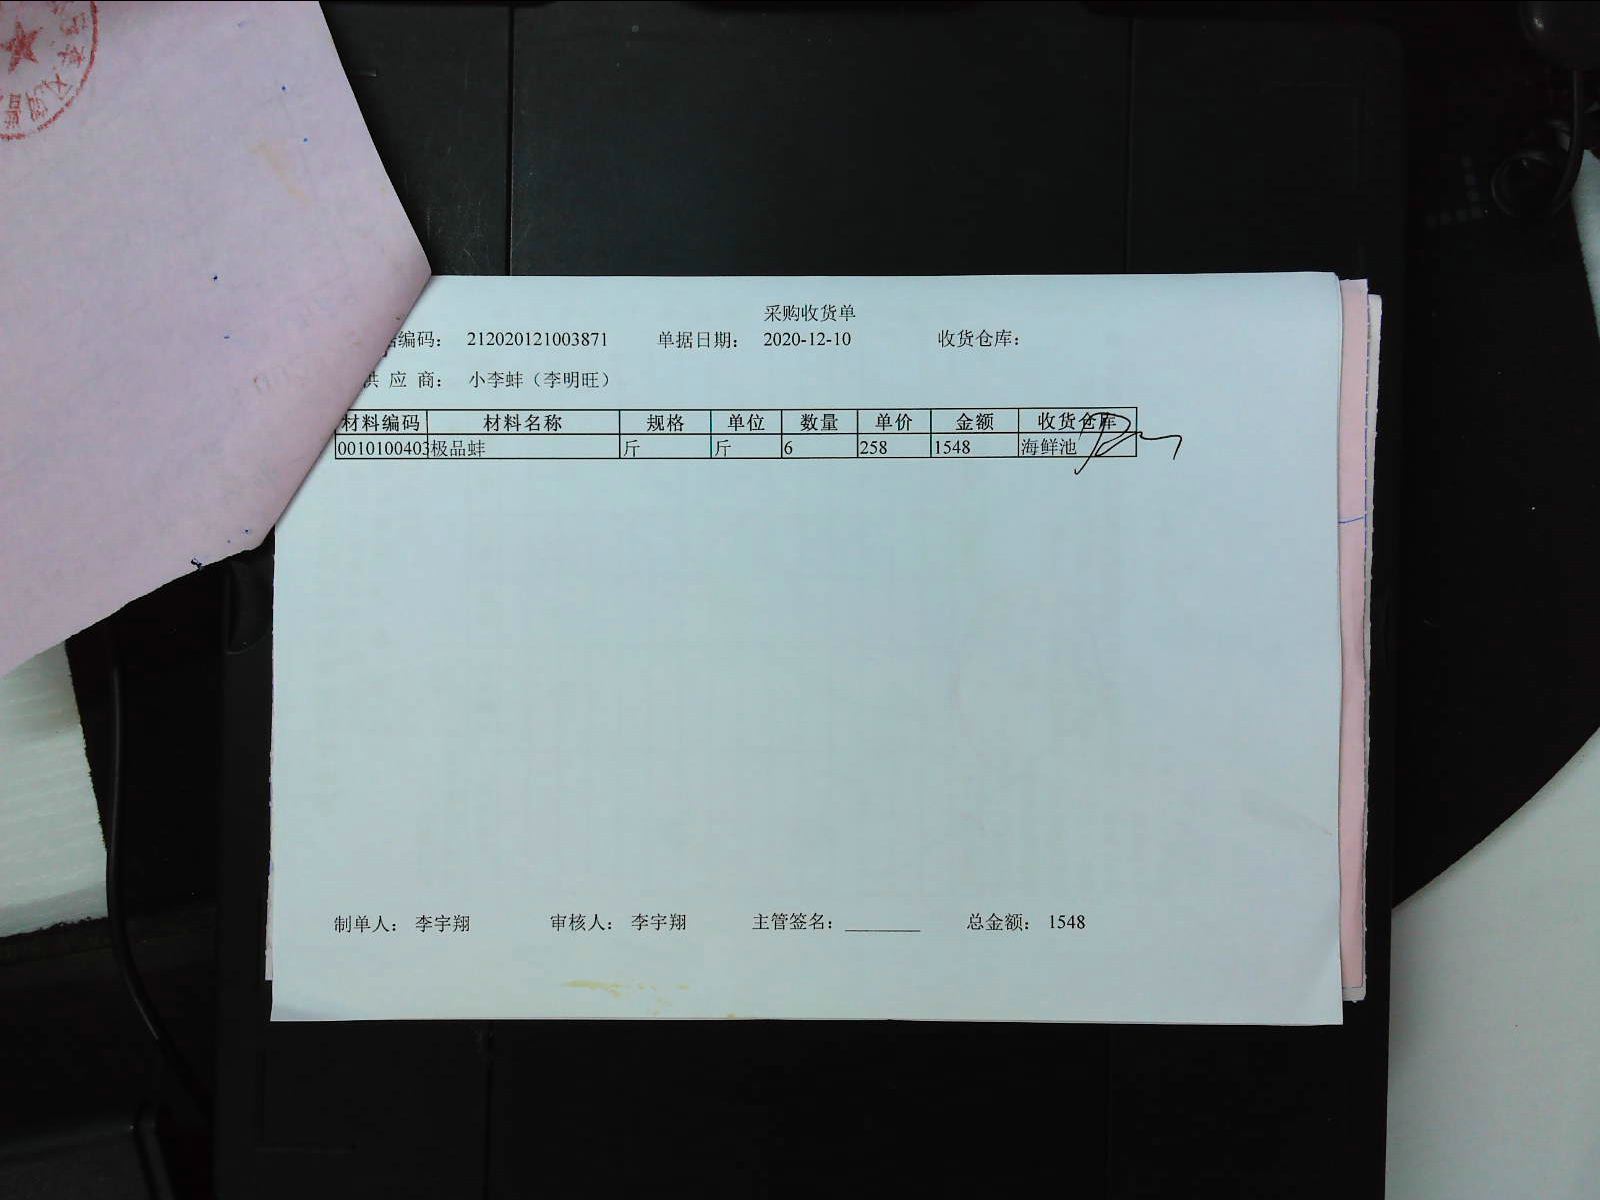 采购收货单
编码： 212020121003871 单据日期： 2020-12-10 收货仓库：
供 应 商： 小李蚌（李明旺）
材料编码 材料名称 规格 单位 数量 单价 金额 收货仓库
0010100403 极品蚌 斤 斤 6 258 1548 海鲜池
制单人： 李宇翔 审核人： 李宇翔 主管签名：________ 总金额： 1548